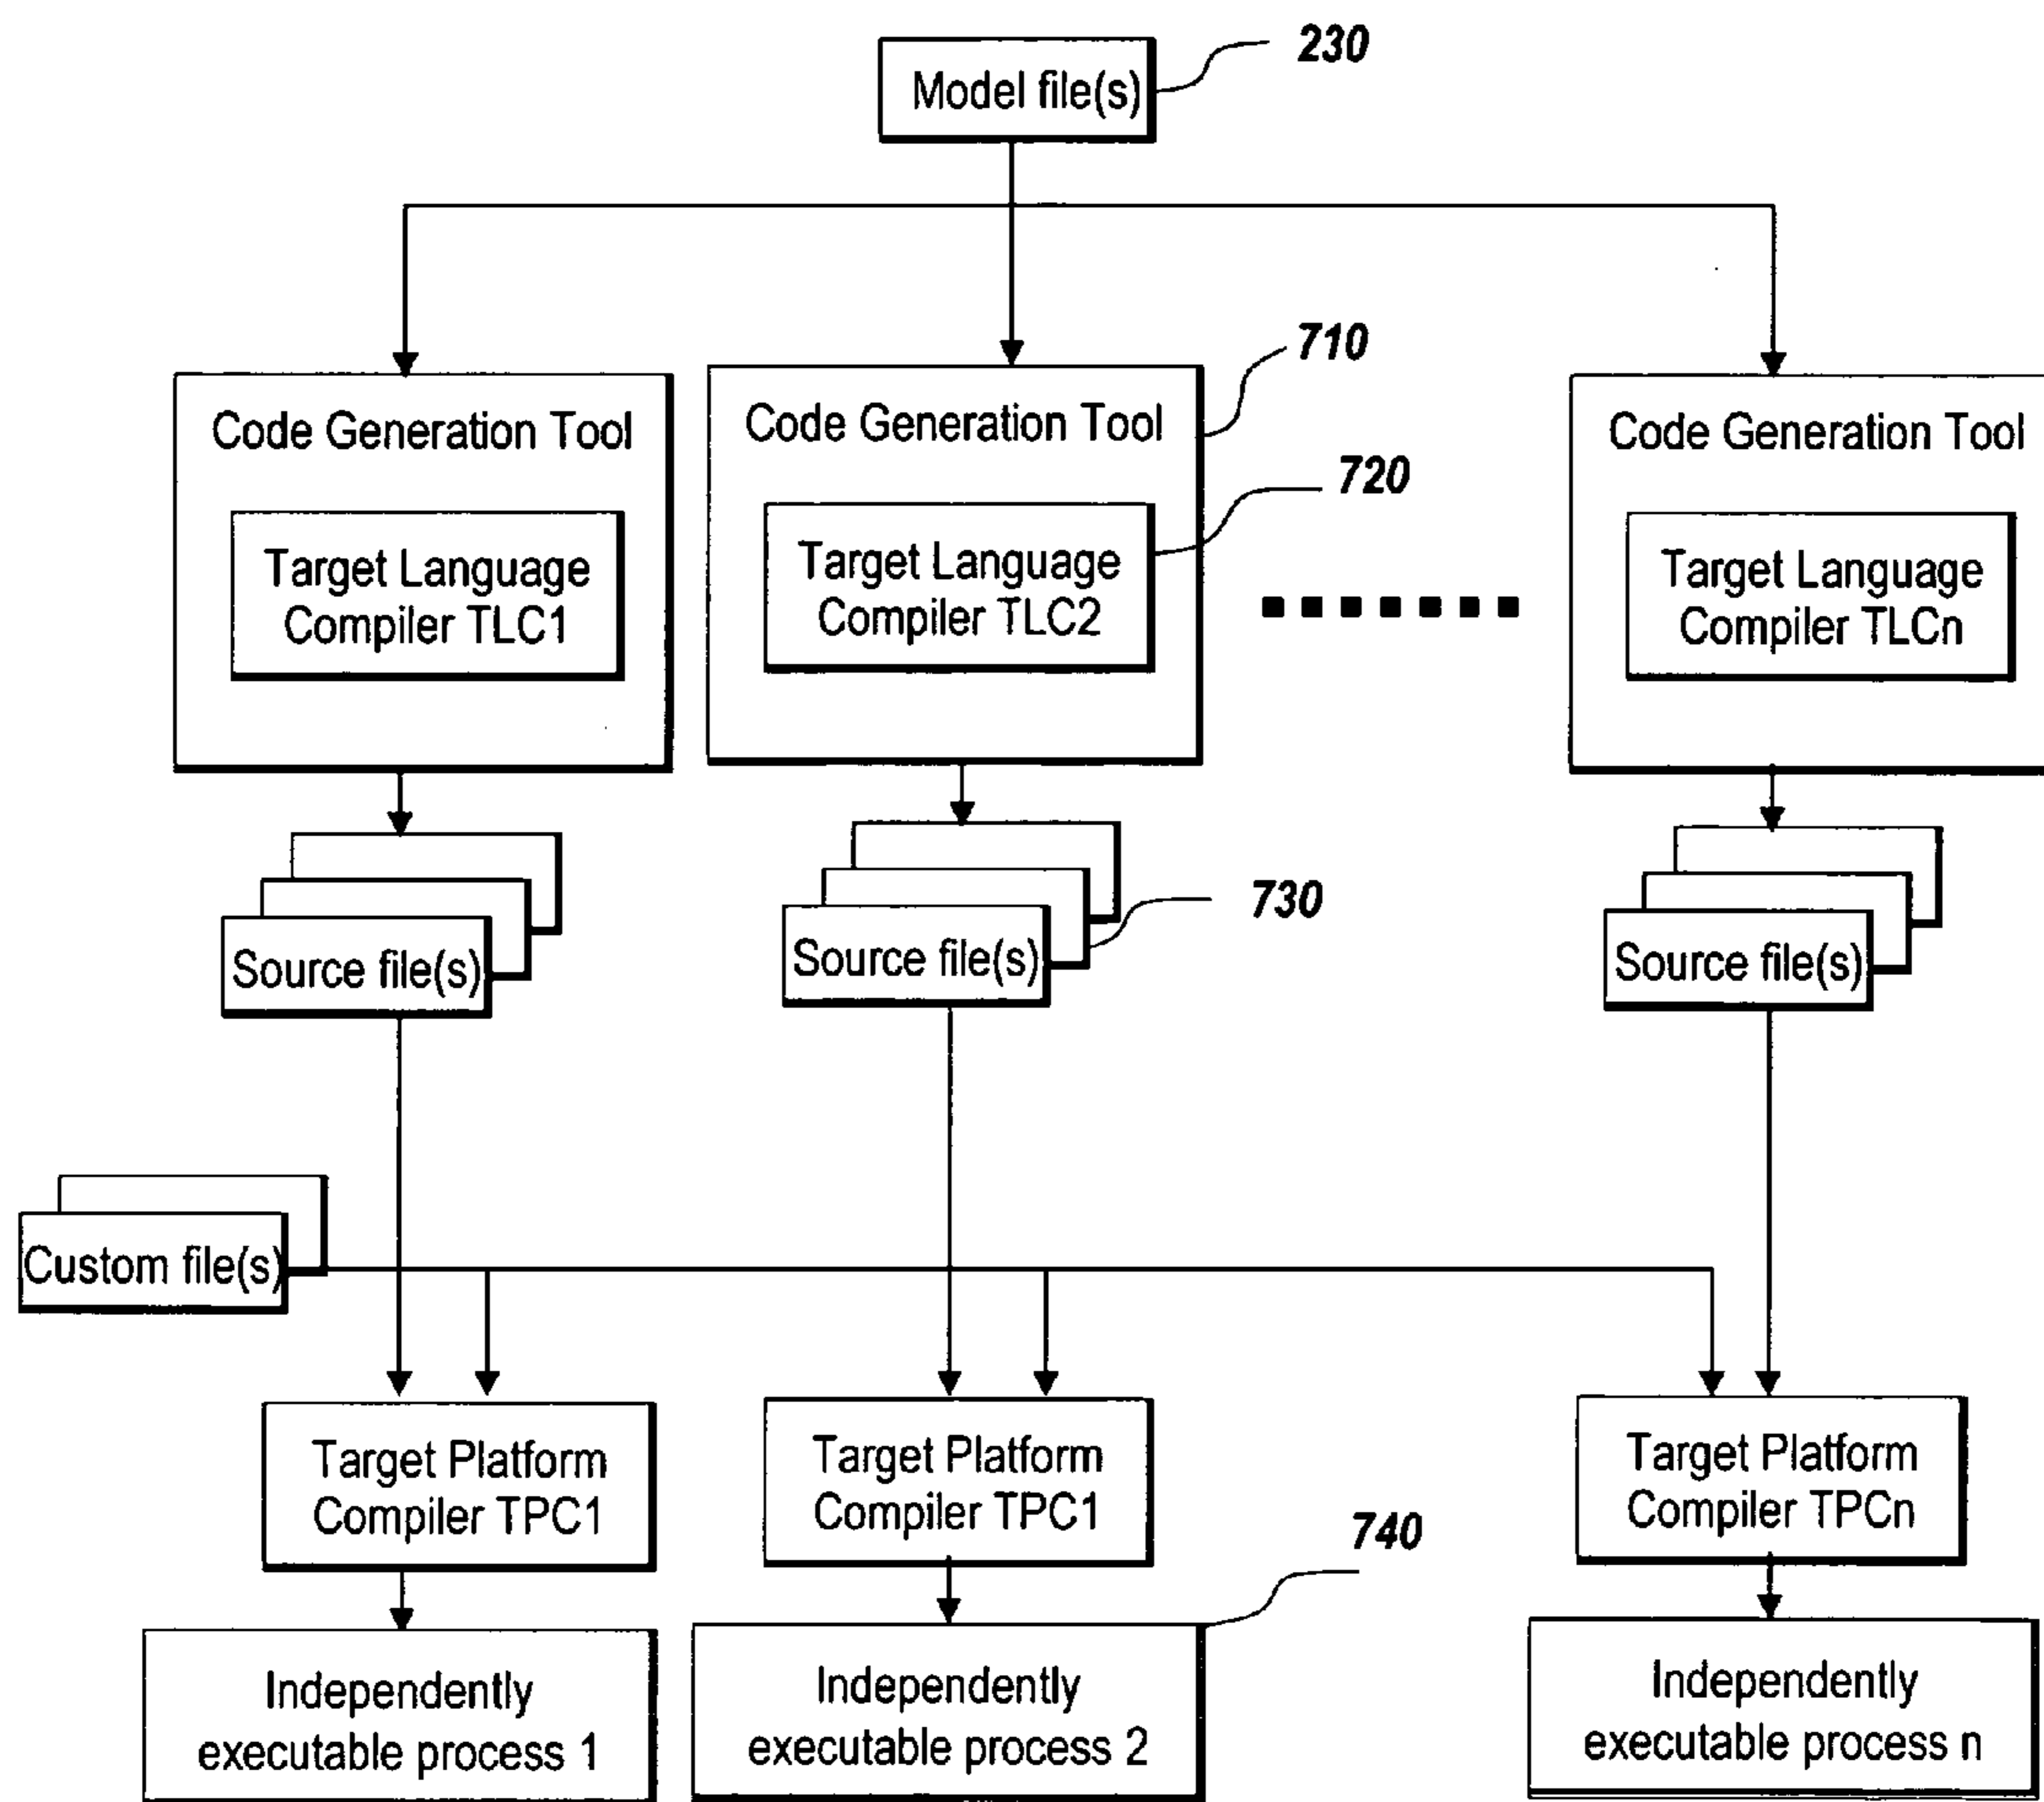 230
Model file(s)
710
Code Generation Tool
Code Generation Tool
Code Generation Tool
720
Target Language
Compiler TLC1
Target Language
Compiler TLC2
Target Language
Compiler TLCn
730
Source file(s)
Source file(s)
Source file(s)
Custom file(s)
Target Platform
Compiler TPC1
Target Platform
Compiler TPC1
Target Platform
Compiler TPCn
740
Independently
executable process 1
Independently
executable process 2
Independently
executable process n